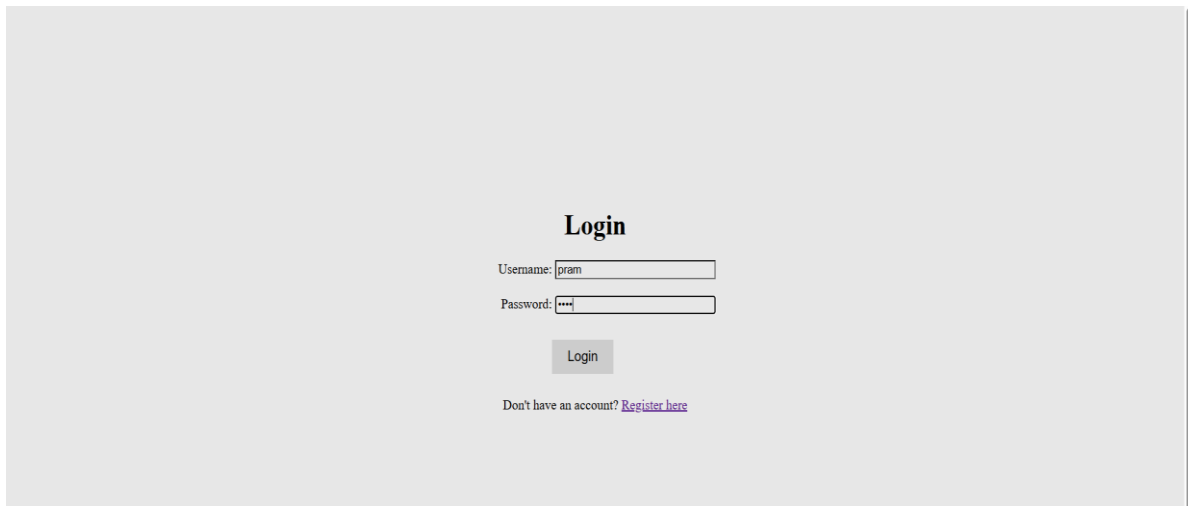 Login
Username: pram
Password: ••••
Login
Don't have an account? Register here